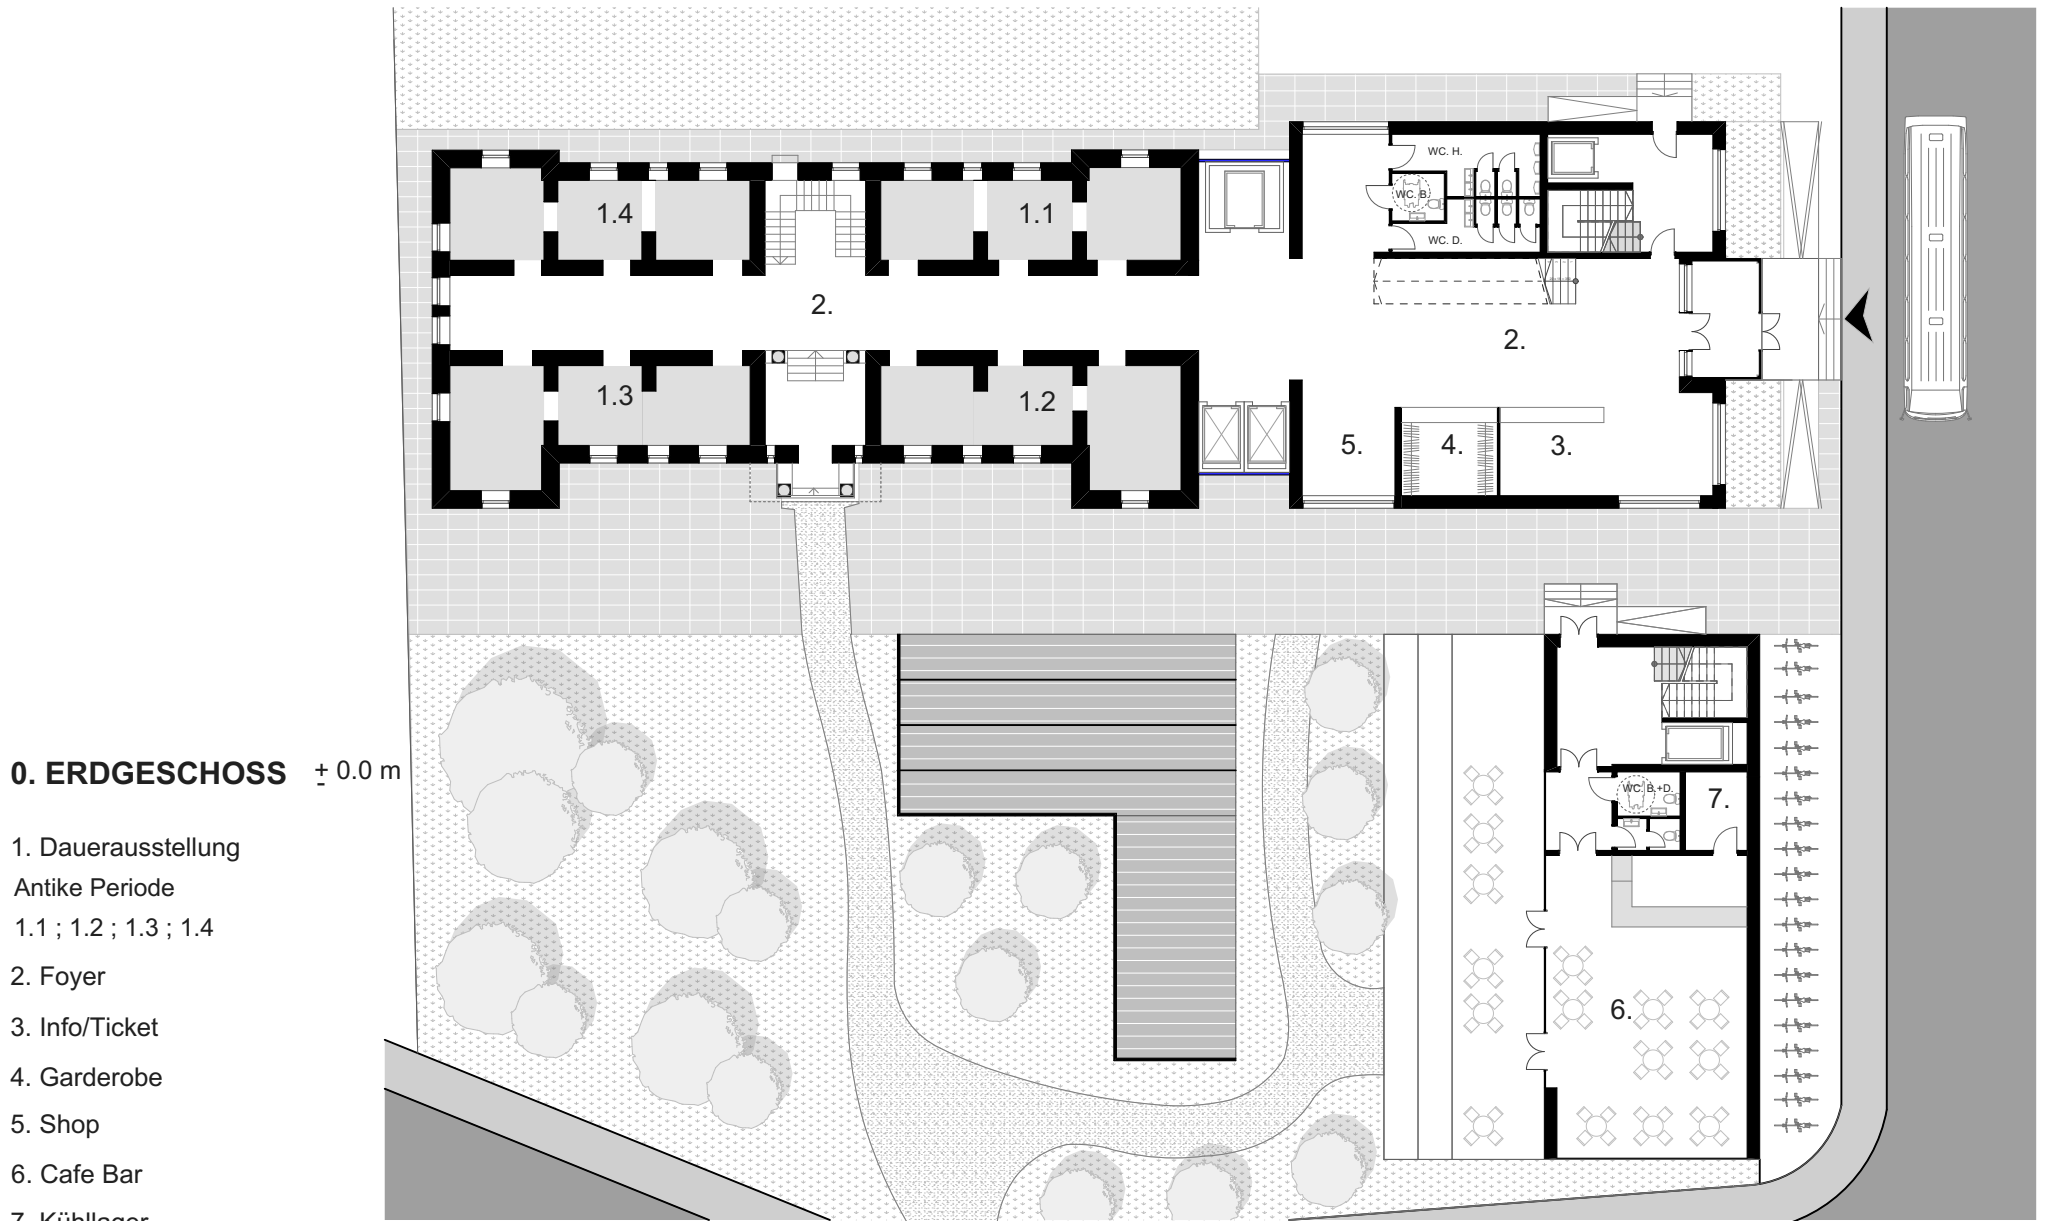 WC. H.
WC. B.
WC. D.
1.4
1.1
2.
2.
1.3
1.2
5.
4.
3.
0. ERDGESCHOSS ± 0.0 m
1. Dauerausstellung
Antike Periode
1.1 ; 1.2 ; 1.3 ; 1.4
2. Foyer
3. Info/Ticket
4. Garderobe
5. Shop
6. Cafe Bar
7. Kühllager
WC. B.+D.
7.
6.